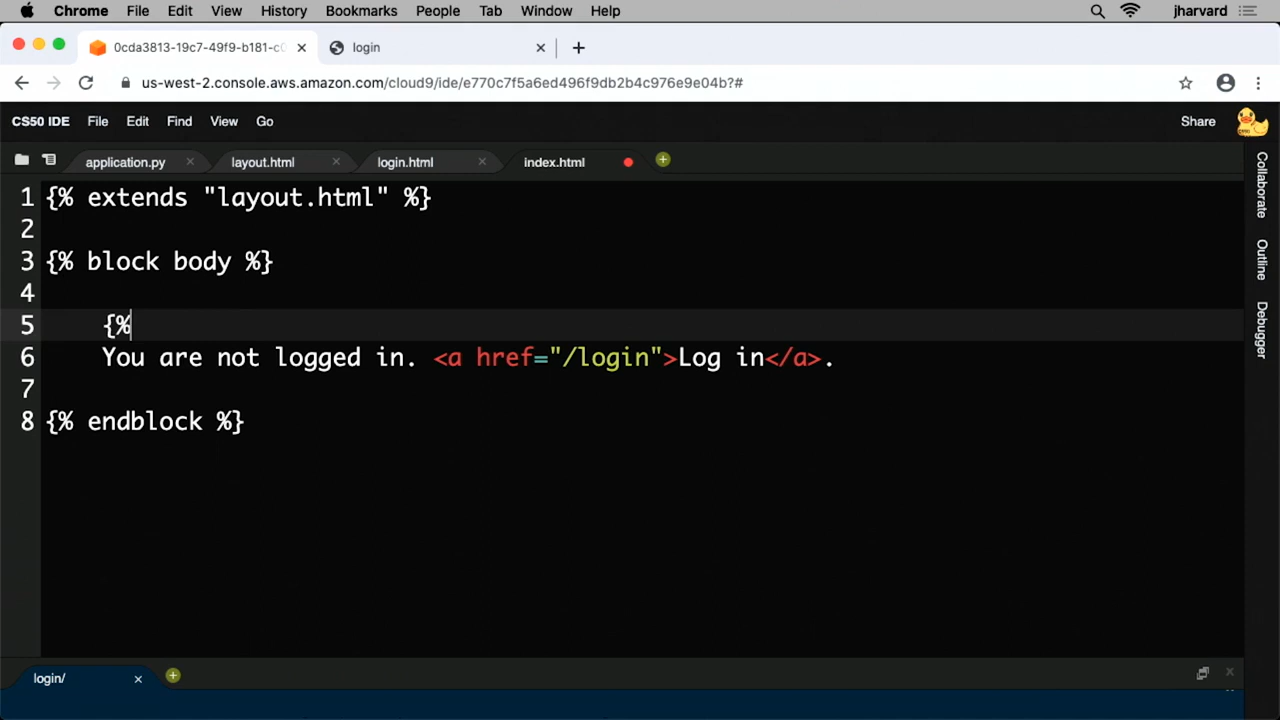 Chrome File Edit View History Bookmarks People Tab Window Help jharvard
0cda3813-19c7-49f9-b181-c0 login
us-west-2.console.aws.amazon.com/cloud9/ide/e770c7f5a6ed496f9db2b4c976e9e04b?#
CS50 IDE File Edit Find View Go Share
application.py layout.html login.html index.html
1 {% extends "layout.html" %}
2
3 {% block body %}
4
5 {%
6 You are not logged in. <a href="/login">Log in</a>.
7
8 {% endblock %}
Collaborate
Outline
Debugger
login/